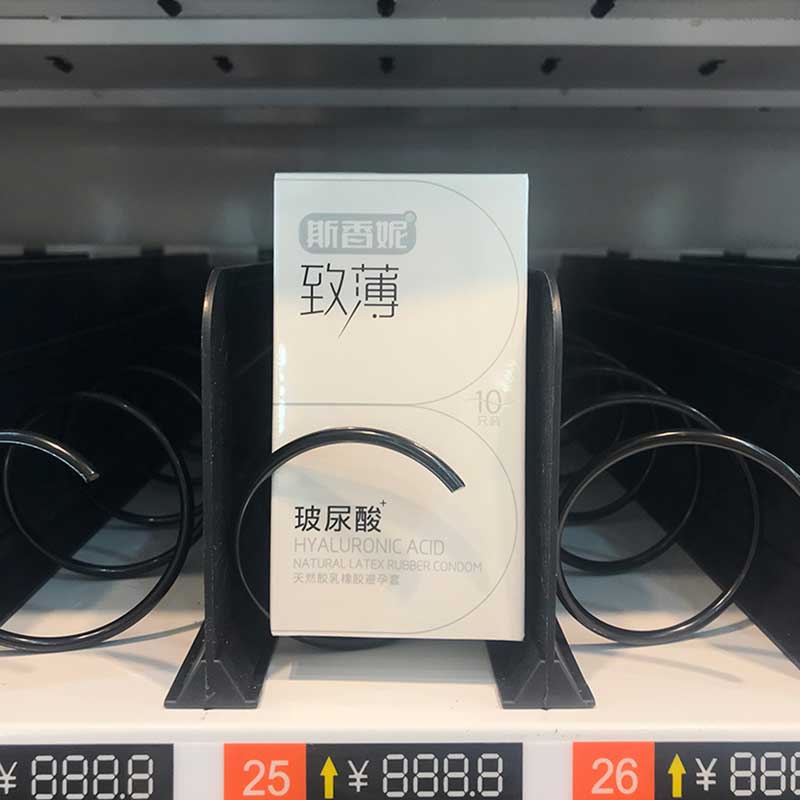 斯香妮
致薄
10
只装
玻尿酸+
HYALURONIC ACID
NATURAL LATEX RUBBER CONDOM
天然胶乳橡胶避孕套
¥ 888.8
25 ↑ ¥ 888.8
26 ↑ ¥ 888